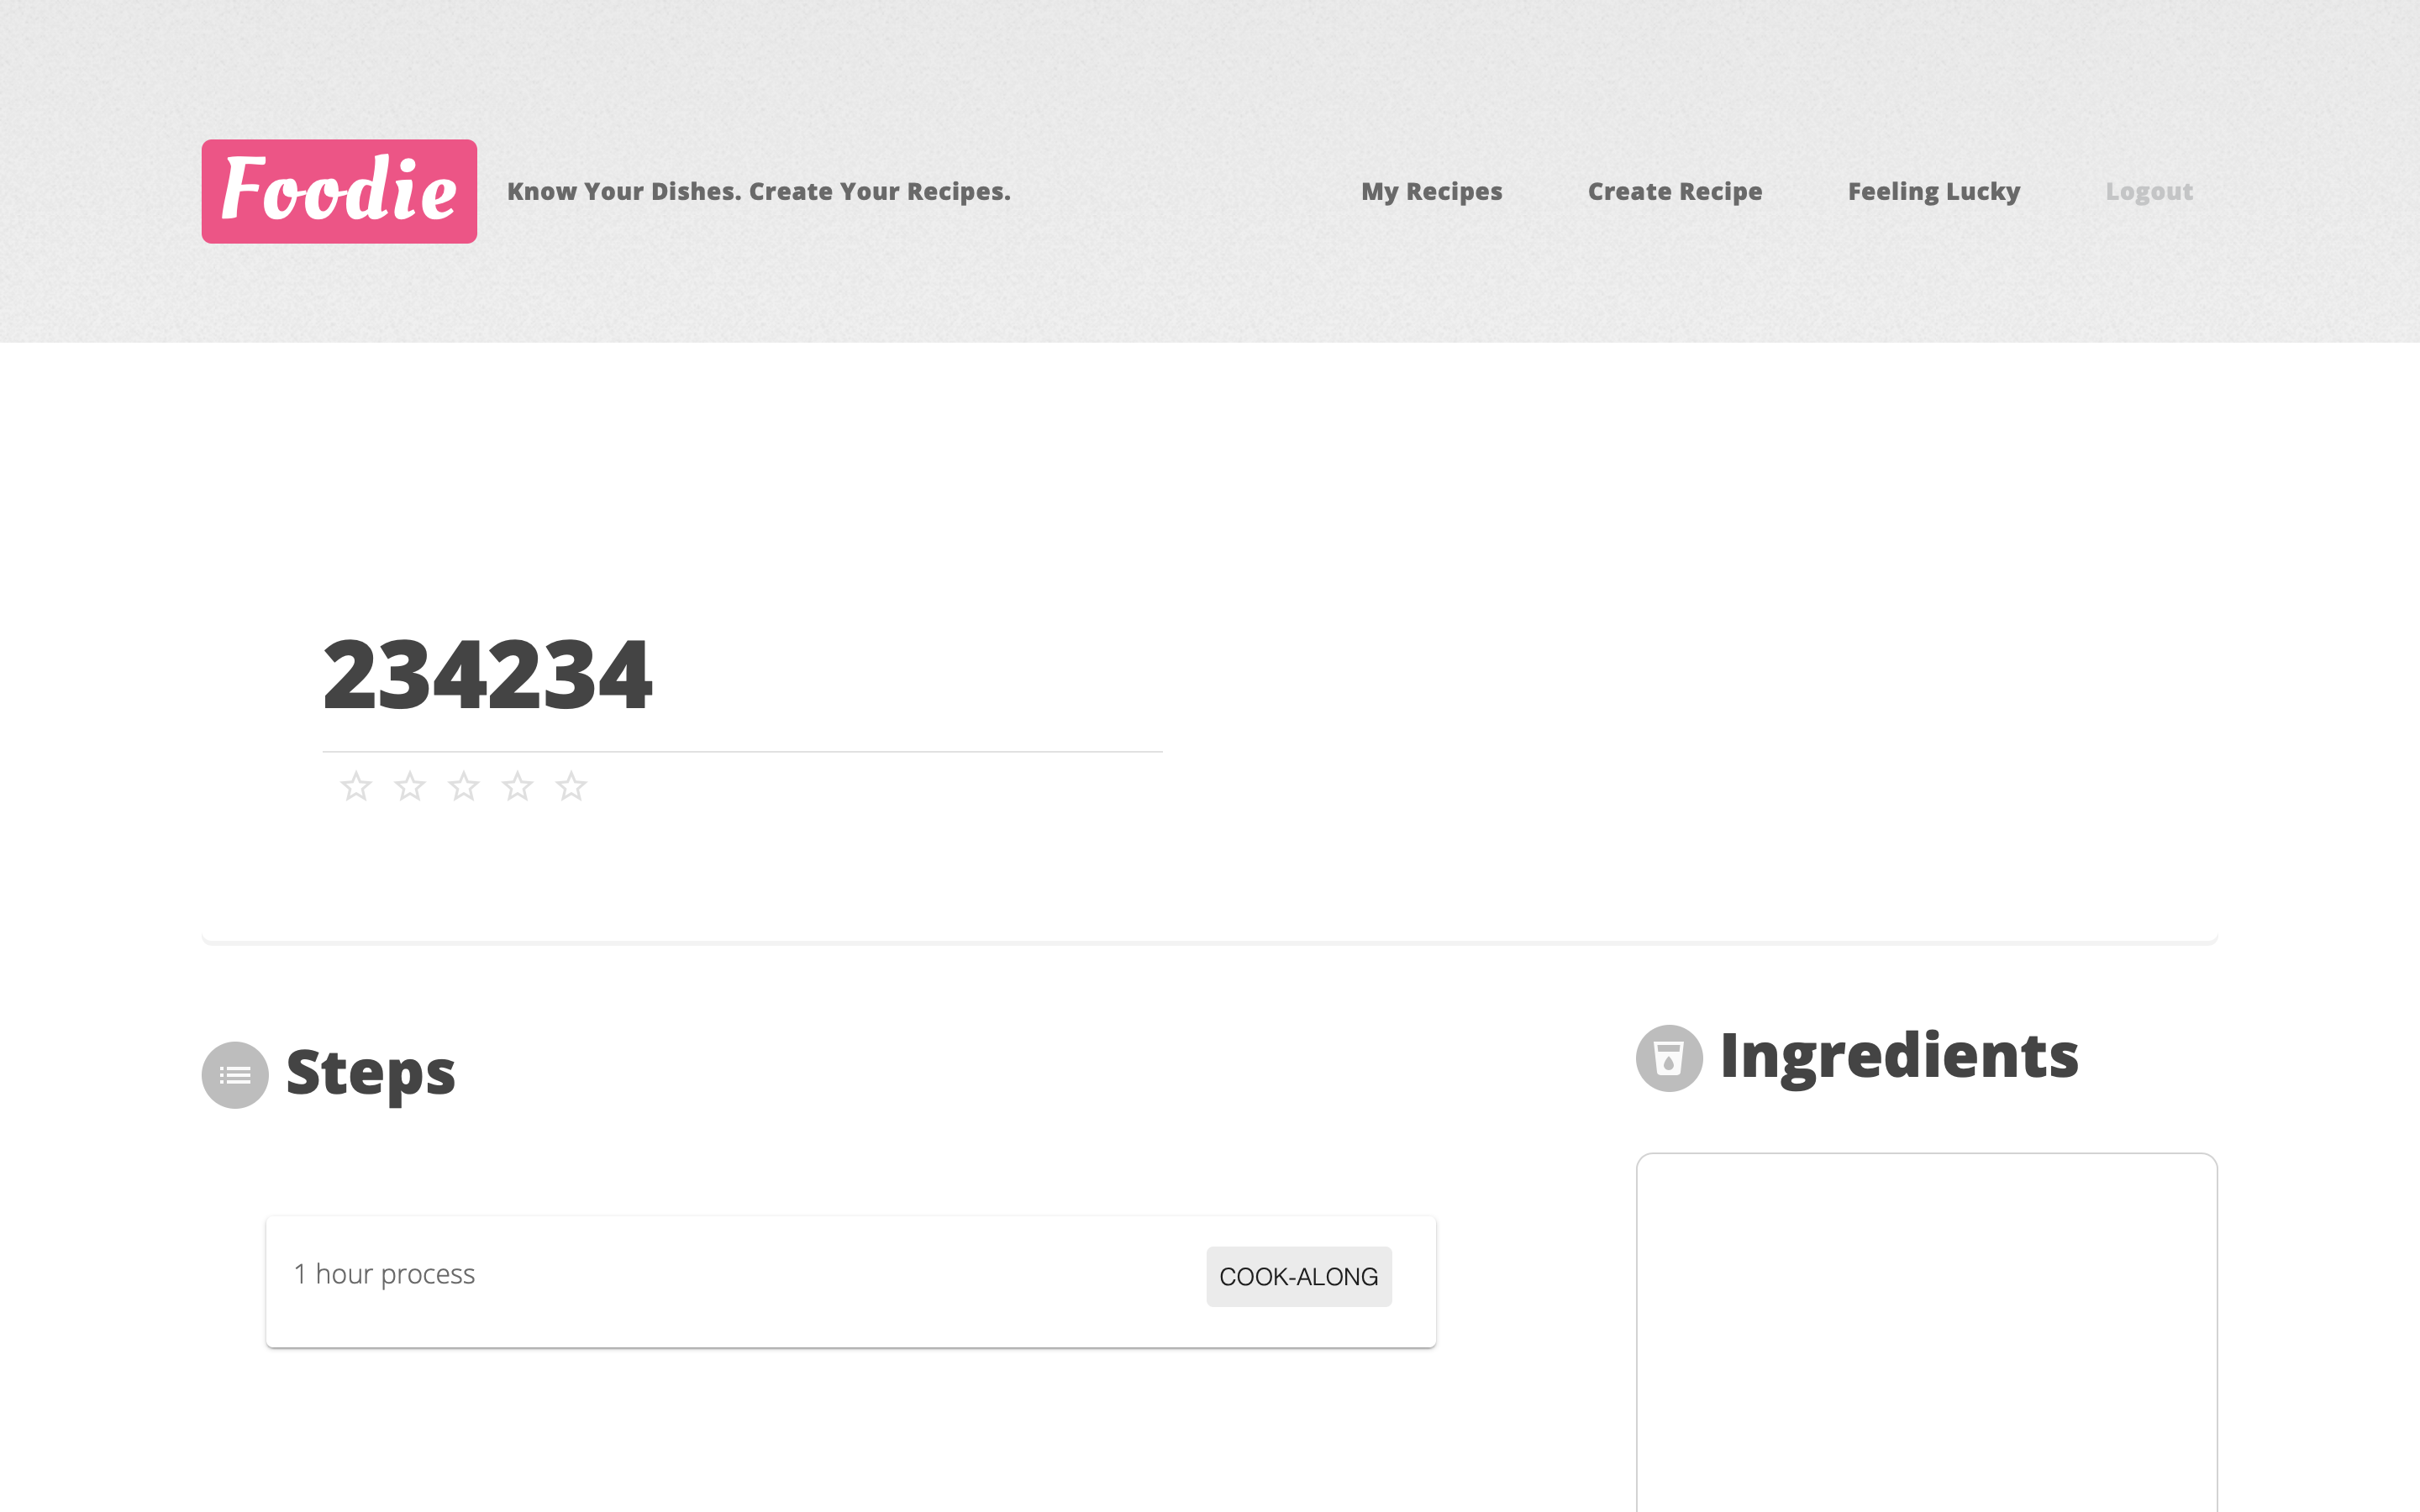 Foodie
Know Your Dishes. Create Your Recipes.
My Recipes
Create Recipe
Feeling Lucky
Logout
234234
Steps
1 hour process
COOK-ALONG
Ingredients